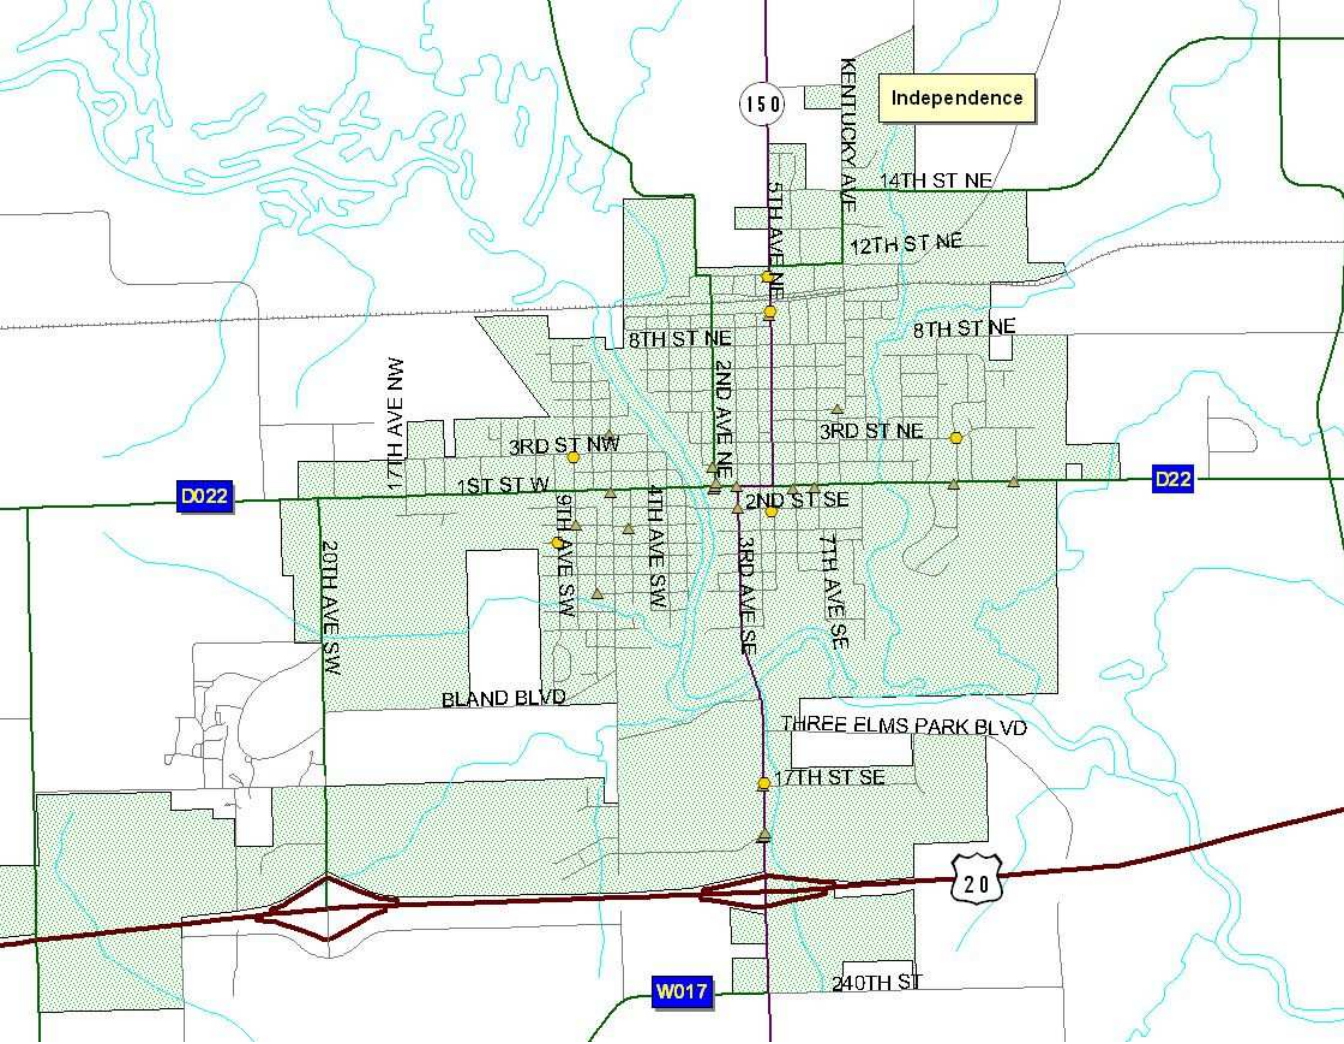 KENTUCKY AVE
150
Independence
14TH ST NE
5TH AVE NE
12TH ST NE
8TH ST NE
8TH ST NE
17TH AVE NW
2ND AVE NE
3RD ST NW
3RD ST NE
1ST ST W
D022
D22
2ND ST SE
9TH AVE SW
4TH AVE SW
20TH AVE SW
3RD AVE SE
7TH AVE SE
BLAND BLVD
THREE ELMS PARK BLVD
17TH ST SE
20
W017
240TH ST